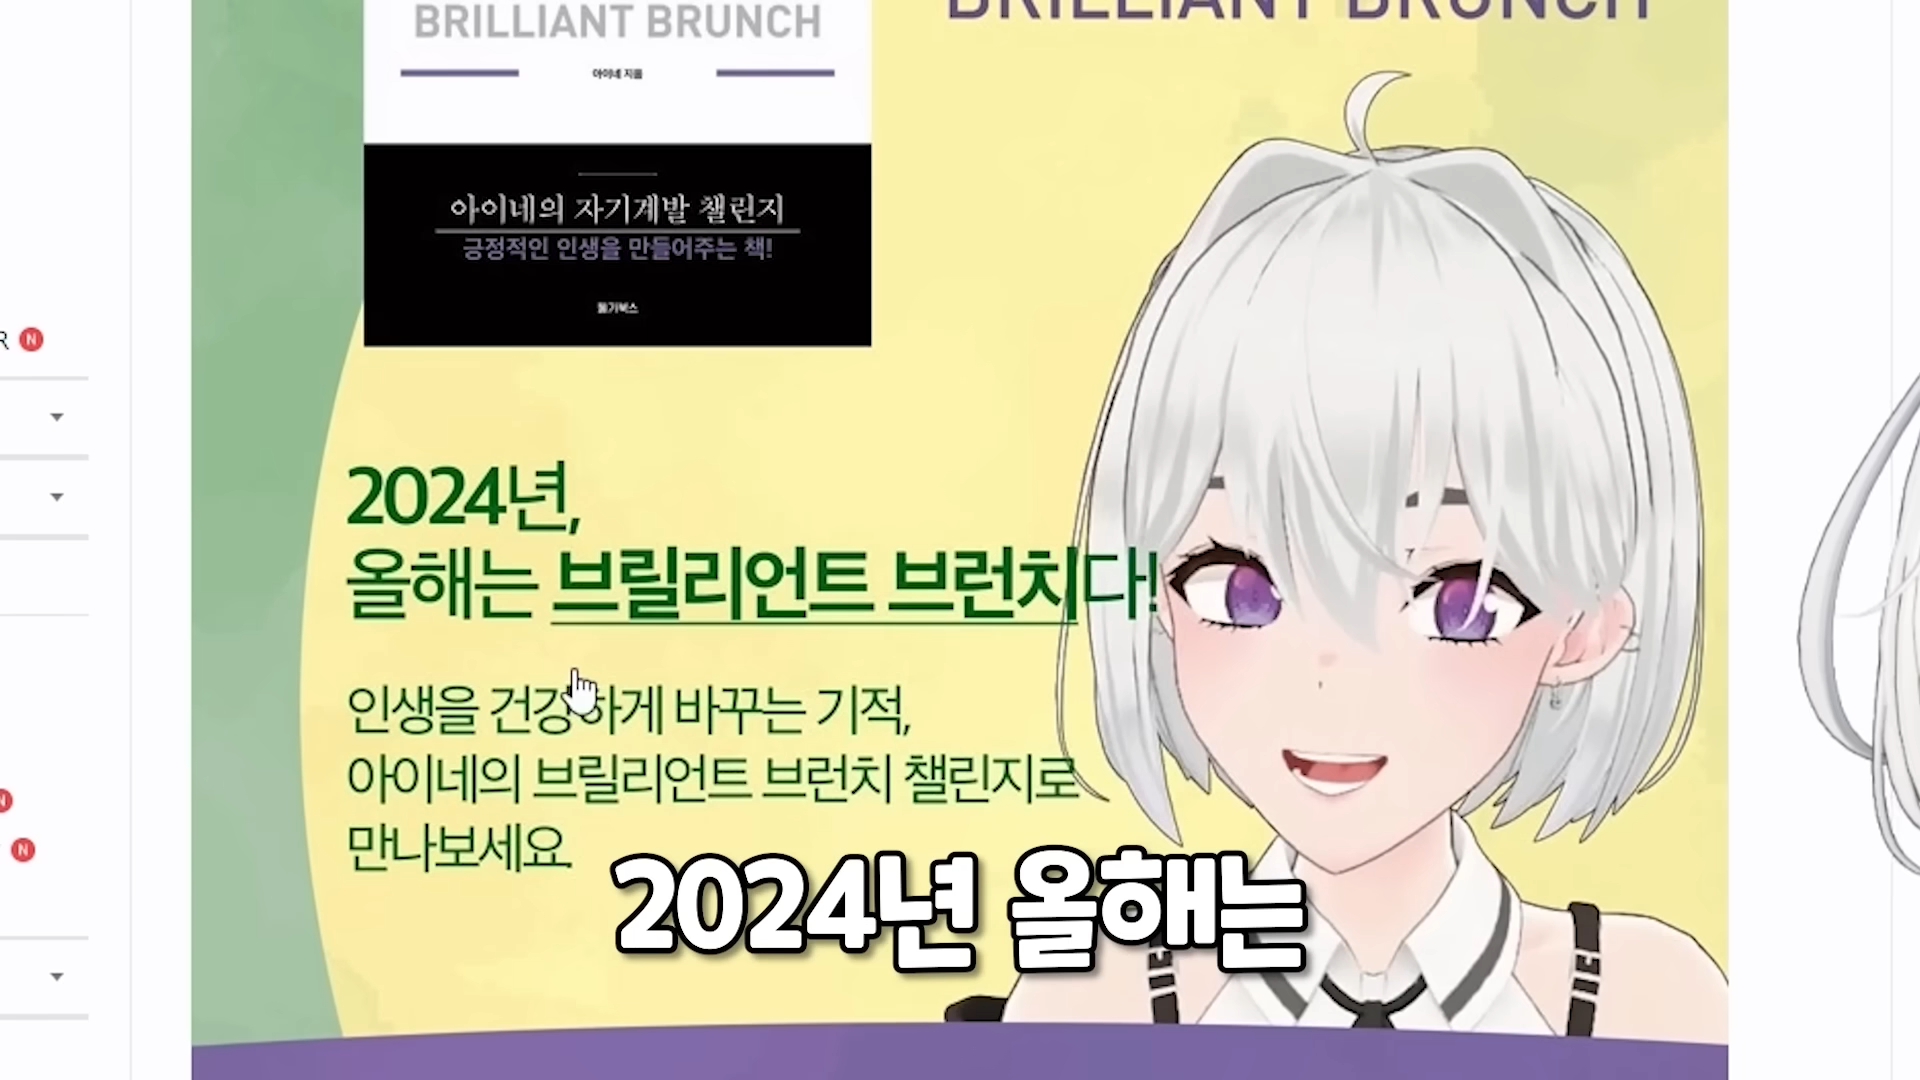 BRILLIANT BRUNCH
BRILLIANT BRUNCH
아이네 지음
아이네의 자기계발 챌린지
긍정적인 인생을 만들어주는 책!
R N
2024년,
올해는 브릴리언트 브런치다!
인생을 건강하게 바꾸는 기적,
아이네의 브릴리언트 브런치 챌린지로
만나보세요.
N
N
2024년 올해는